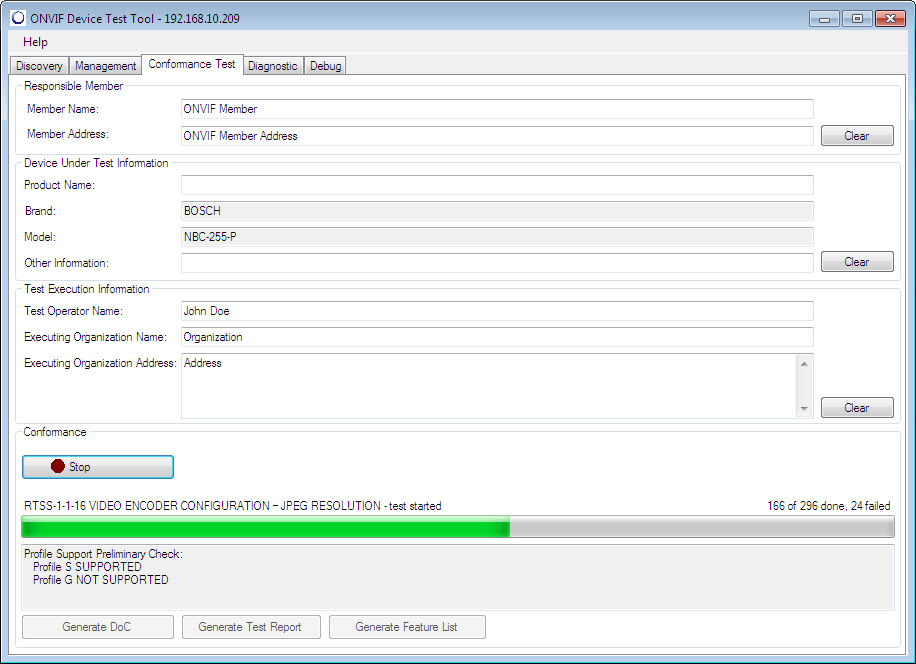 ONVIF Device Test Tool - 192.168.10.209
Help
Discovery Management Conformance Test Diagnostic Debug
Responsible Member
Member Name: ONVIF Member
Member Address: ONVIF Member Address Clear
Device Under Test Information
Product Name:
Brand: BOSCH
Model: NBC-255-P
Other Information: Clear
Test Execution Information
Test Operator Name: John Doe
Executing Organization Name: Organization
Executing Organization Address: Address
Clear
Conformance
Stop
RTSS-1-1-16 VIDEO ENCODER CONFIGURATION – JPEG RESOLUTION - test started 166 of 296 done, 24 failed
Profile Support Preliminary Check:
Profile S SUPPORTED
Profile G NOT SUPPORTED
Generate DoC Generate Test Report Generate Feature List